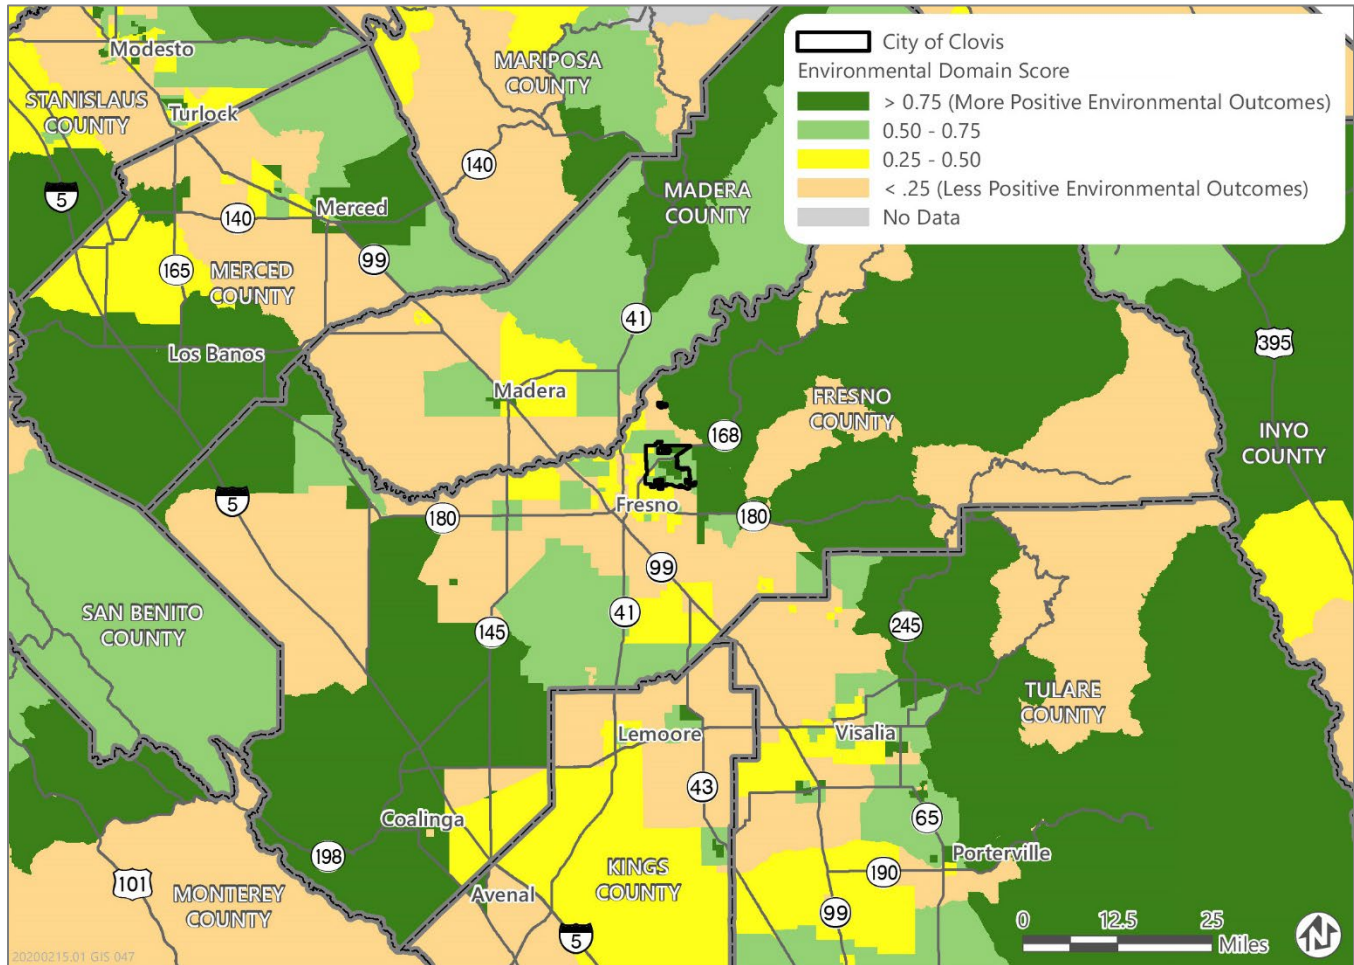 City of Clovis
Environmental Domain Score
> 0.75 (More Positive Environmental Outcomes)
0.50 - 0.75
0.25 - 0.50
< .25 (Less Positive Environmental Outcomes)
No Data
Modesto
MARIPOSA
COUNTY
STANISLAUS
COUNTY
Turlock
140
5
MADERA
COUNTY
140
Merced
99
165
MERCED
COUNTY
41
395
Los Banos
Madera
FRESNO
COUNTY
168
INYO
COUNTY
5
180
Fresno
180
99
SAN BENITO
COUNTY
145
41
245
TULARE
COUNTY
Lemoore
Visalia
43
Coalinga
65
198
Porterville
101
MONTEREY
COUNTY
Avenal
KINGS
COUNTY
190
99
5
0 12.5 25
Miles
N
20200215.01 GIS 047